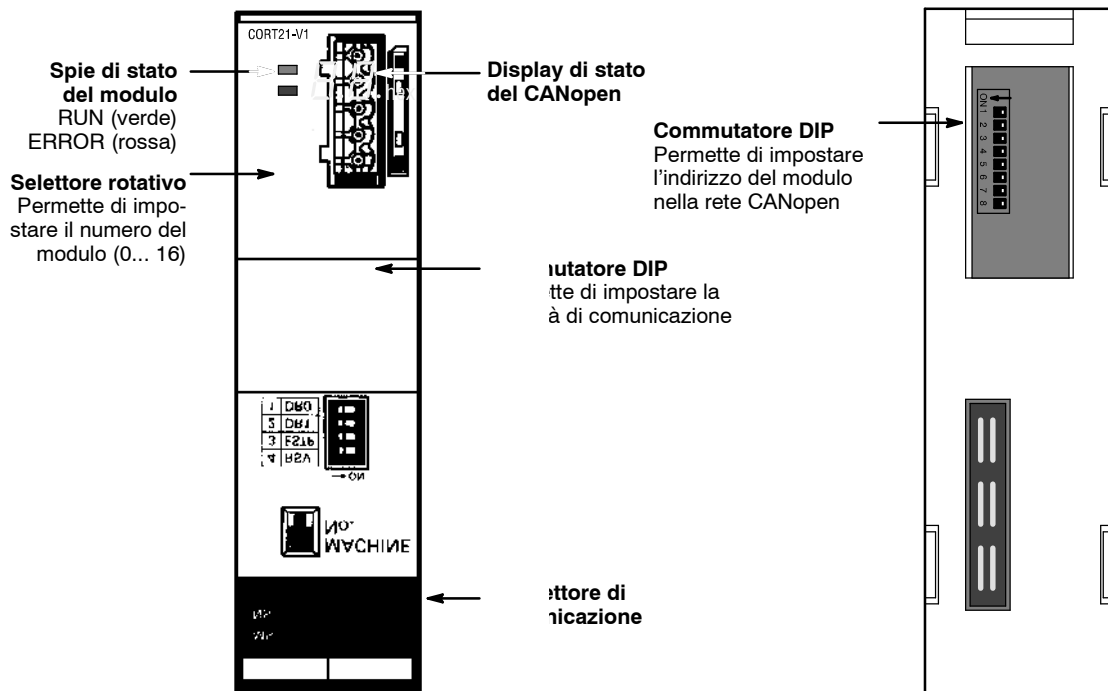 CORT21-V1
Spie di stato
del modulo
RUN (verde)
ERROR (rossa)
Selettore rotativo
Permette di impo-
stare il numero del
modulo (0... 16)
Display di stato
del CANopen
Commutatore DIP
Permette di impostare
l'indirizzo del modulo
nella rete CANopen
ON
1
2
3
4
5
6
7
8
utatore DIP
tte di impostare la
à di comunicazione
1 DR0
2 DR1
3 ESTP
4 RSV
→ ON
No.
MACHINE
ettore di
nicazione